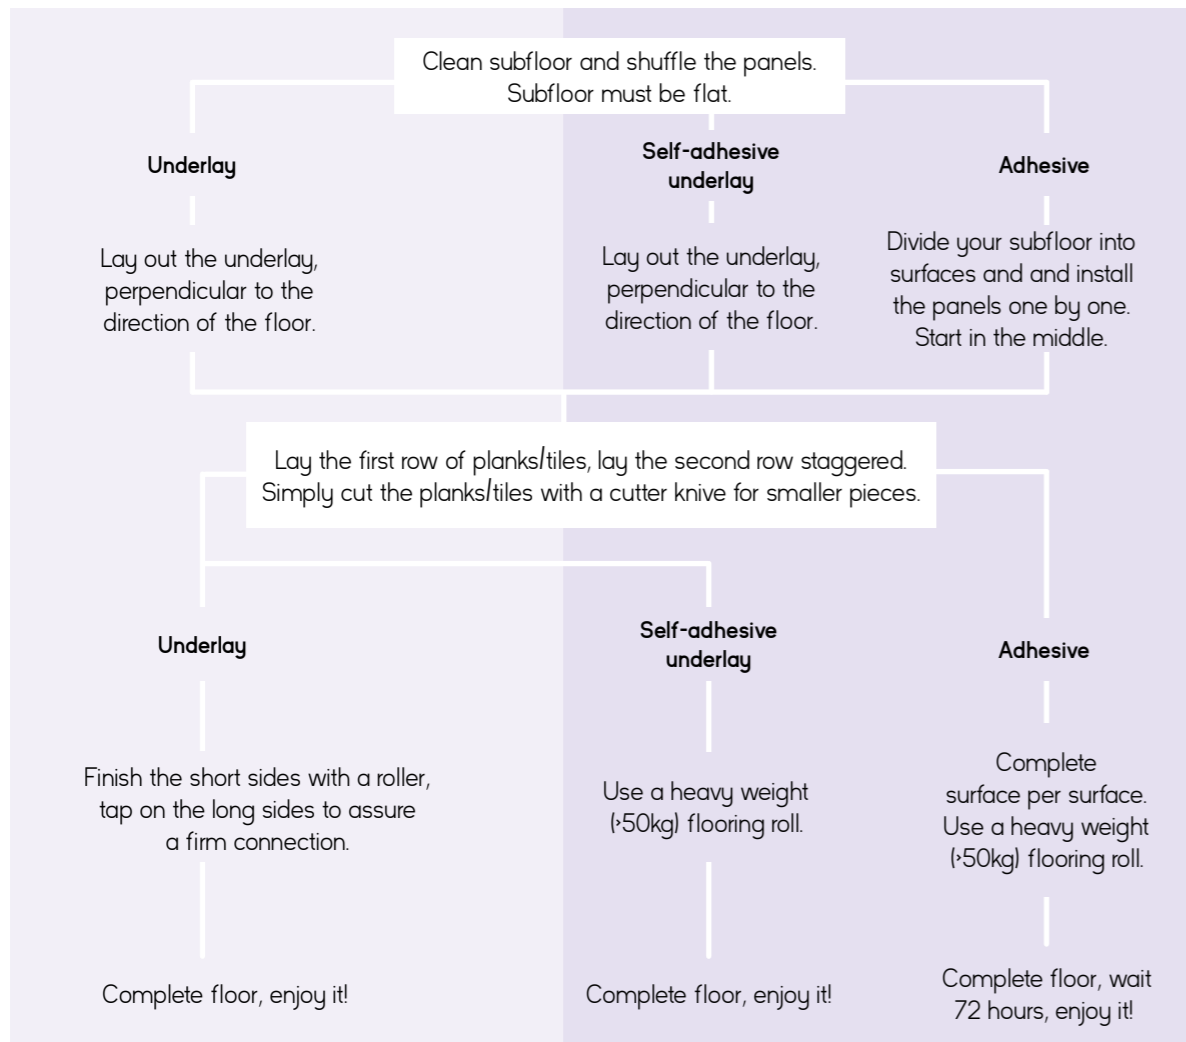 Clean subfloor and shuffle the panels.
Subfloor must be flat.
Underlay
Self-adhesive
underlay
Adhesive
Lay out the underlay,
perpendicular to the
direction of the floor.
Lay out the underlay,
perpendicular to the
direction of the floor.
Divide your subfloor into
surfaces and and install
the panels one by one.
Start in the middle.
Lay the first row of planks/tiles, lay the second row staggered.
Simply cut the planks/tiles with a cutter knive for smaller pieces.
Underlay
Self-adhesive
underlay
Adhesive
Finish the short sides with a roller,
tap on the long sides to assure
a firm connection.
Use a heavy weight
(>50kg) flooring roll.
Complete
surface per surface.
Use a heavy weight
(>50kg) flooring roll.
Complete floor, enjoy it!
Complete floor, enjoy it!
Complete floor, wait
72 hours, enjoy it!